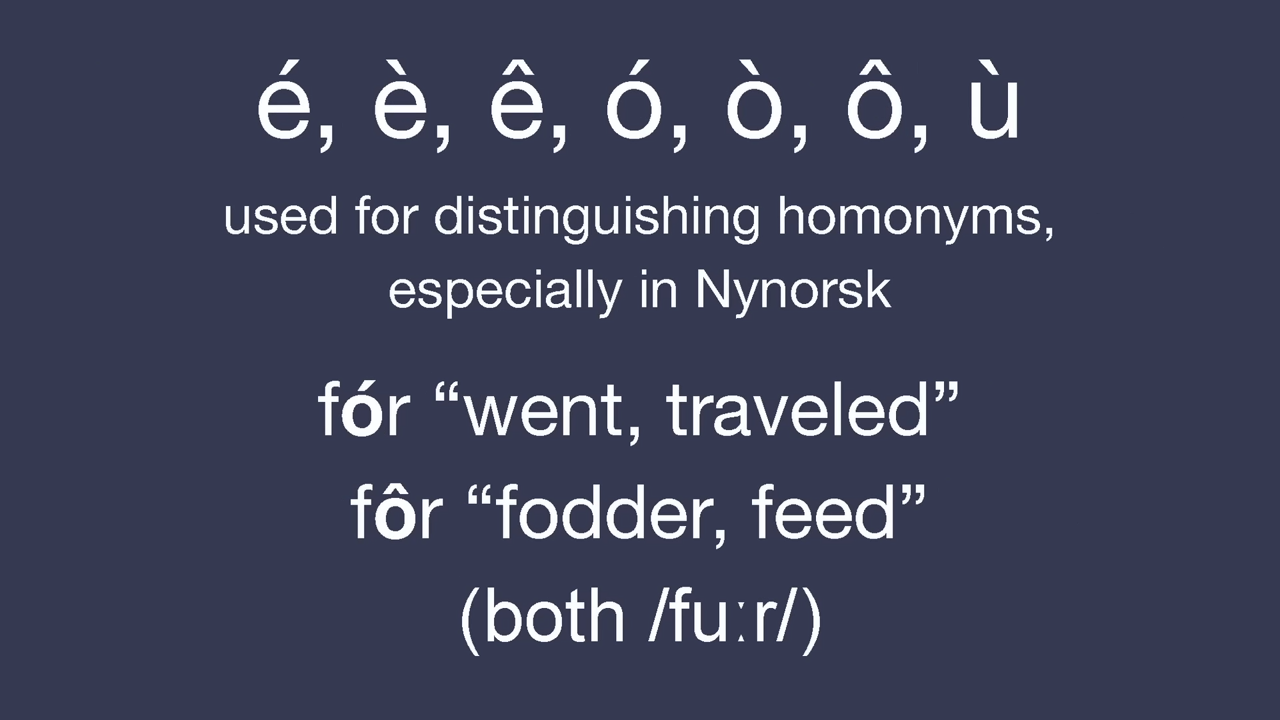 é, è, ê, ó, ò, ô, ù
used for distinguishing homonyms,
especially in Nynorsk
fór “went, traveled”
fôr “fodder, feed”
(both /fuːr/)